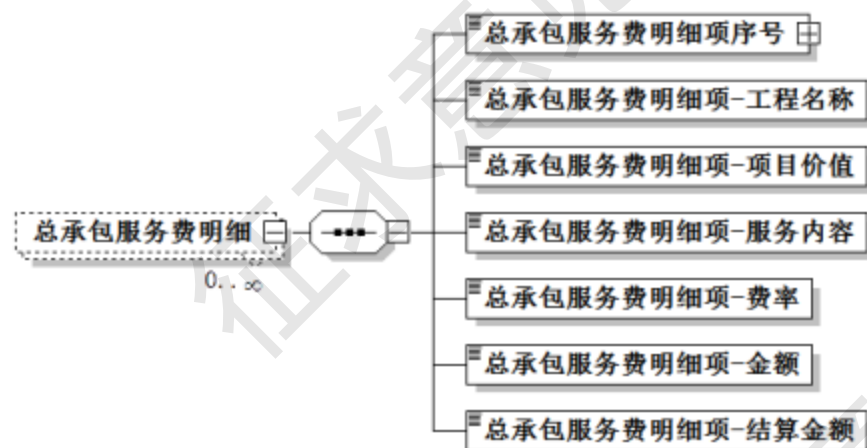 总承包服务费明细项序号
总承包服务费明细项-工程名称
总承包服务费明细项-项目价值
总承包服务费明细
总承包服务费明细项-服务内容
0..∞
总承包服务费明细项-费率
总承包服务费明细项-金额
总承包服务费明细项-结算金额
征求意见